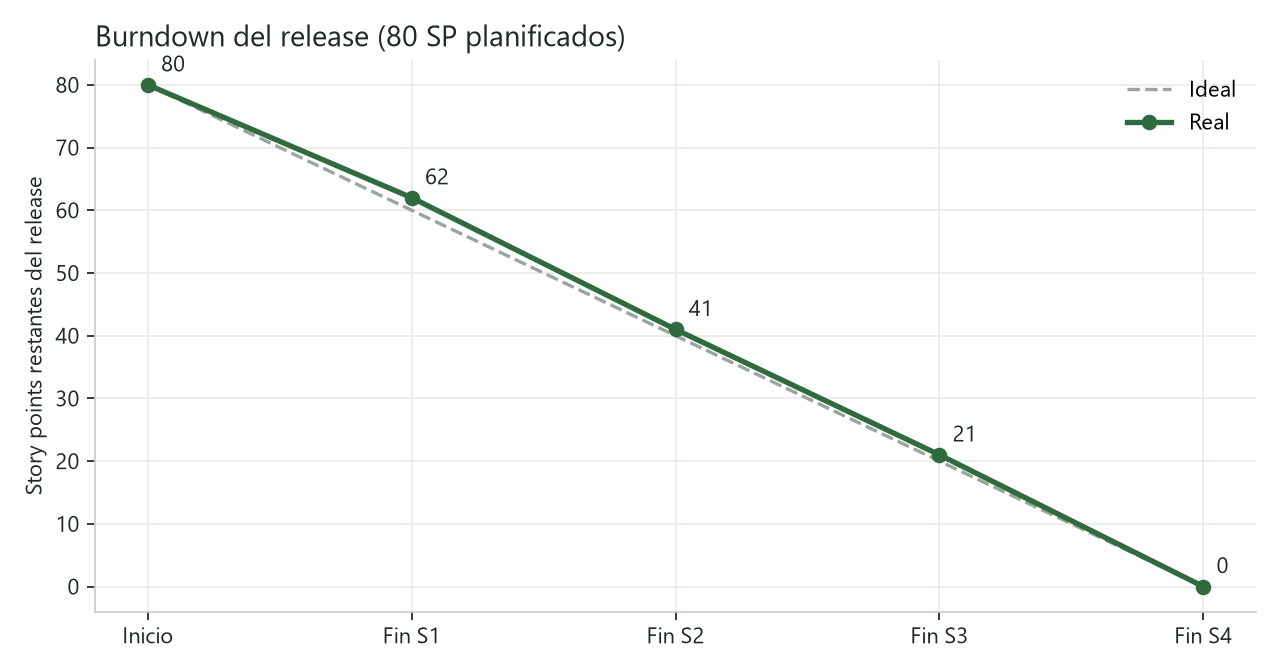 Burndown del release (80 SP planificados)
Story points restantes del release
80
70
60
50
40
30
20
10
0
80
62
41
21
0
Ideal
Real
Inicio
Fin S1
Fin S2
Fin S3
Fin S4